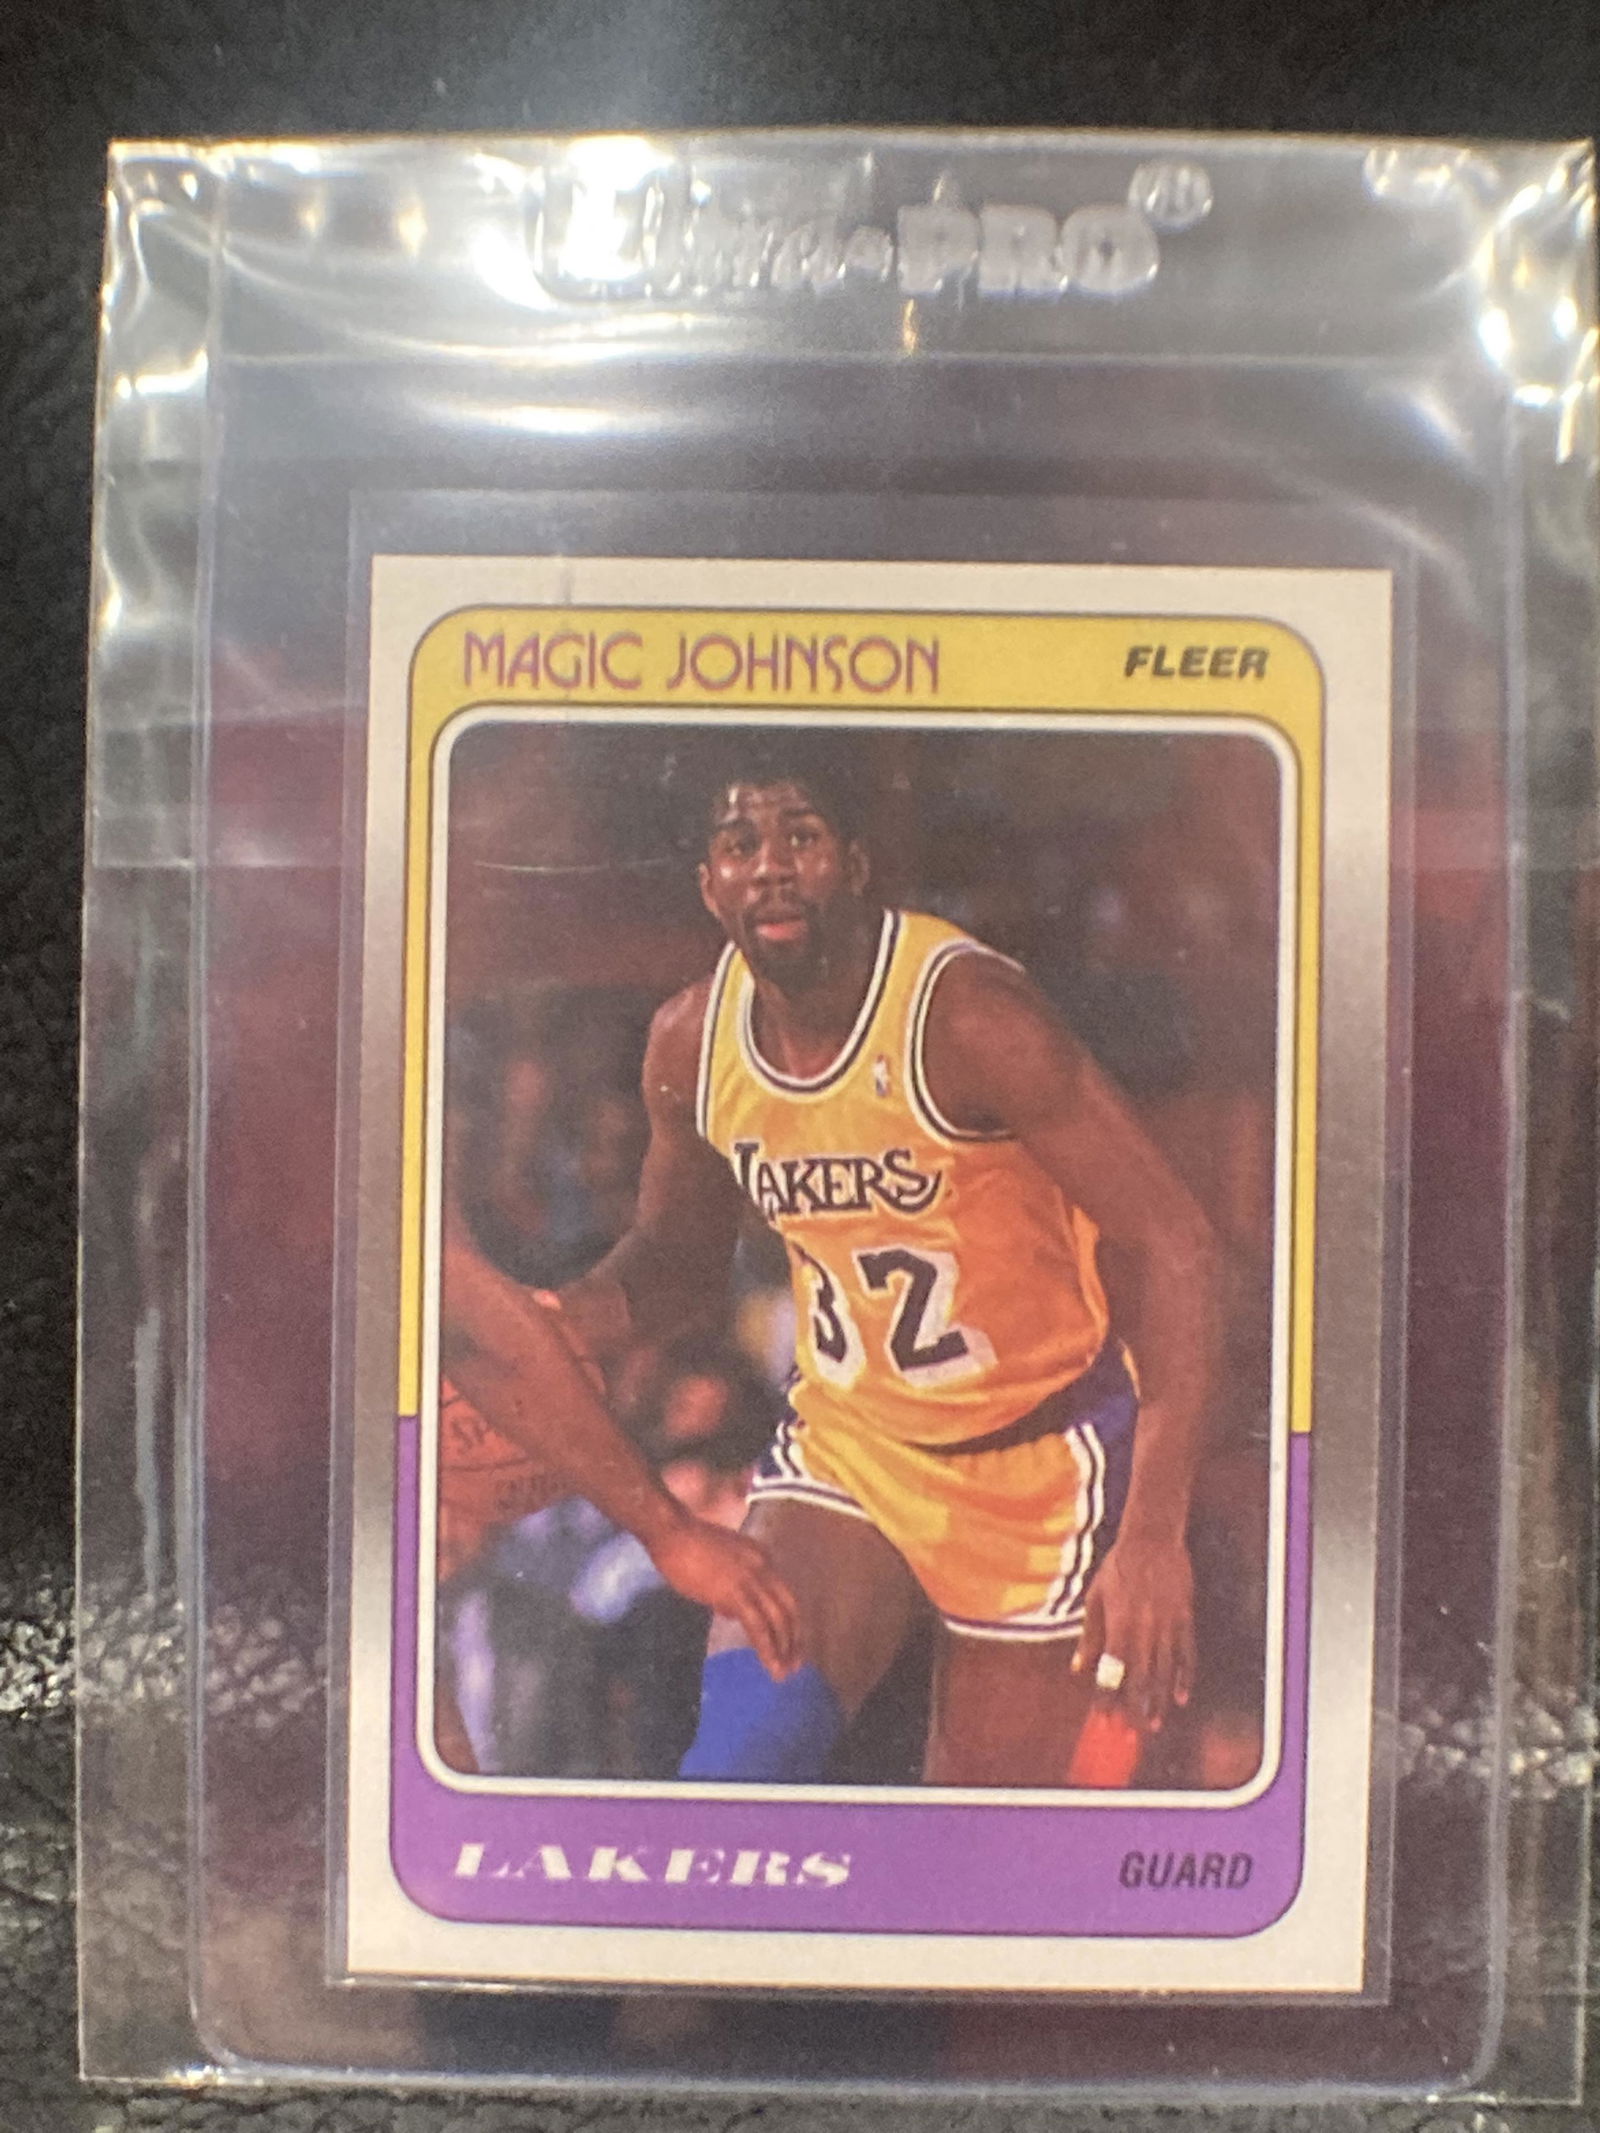 Ultra·PRO®
MAGIC JOHNSON FLEER
LAKERS
32
LAKERS GUARD